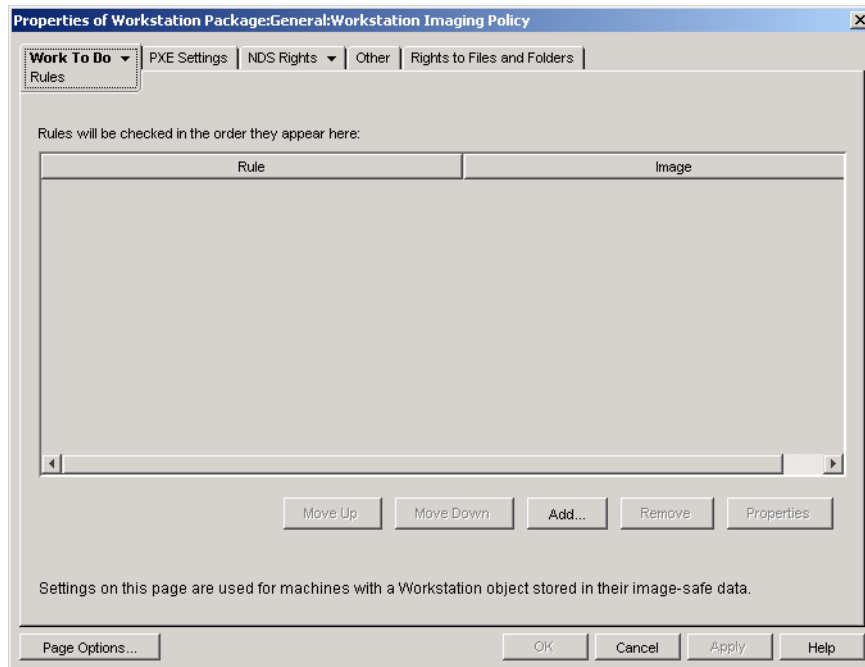 Properties of Workstation Package:General:Workstation Imaging Policy
Work To Do PXE Settings NDS Rights Other Rights to Files and Folders
Rules
Rules will be checked in the order they appear here:
Rule Image
Move Up Move Down Add... Remove Properties
Settings on this page are used for machines with a Workstation object stored in their image-safe data.
Page Options... OK Cancel Apply Help